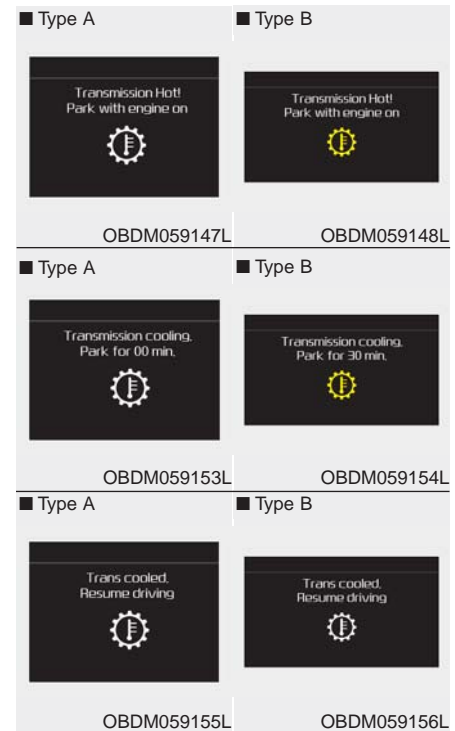 ■ Type A
■ Type B
Transmission Hot!
Park with engine on
Transmission Hot!
Park with engine on
OBDM059147L
OBDM059148L
■ Type A
■ Type B
Transmission cooling.
Park for 00 min.
Transmission cooling.
Park for 30 min.
OBDM059153L
OBDM059154L
■ Type A
■ Type B
Trans cooled.
Resume driving
Trans cooled.
Resume driving
OBDM059155L
OBDM059156L